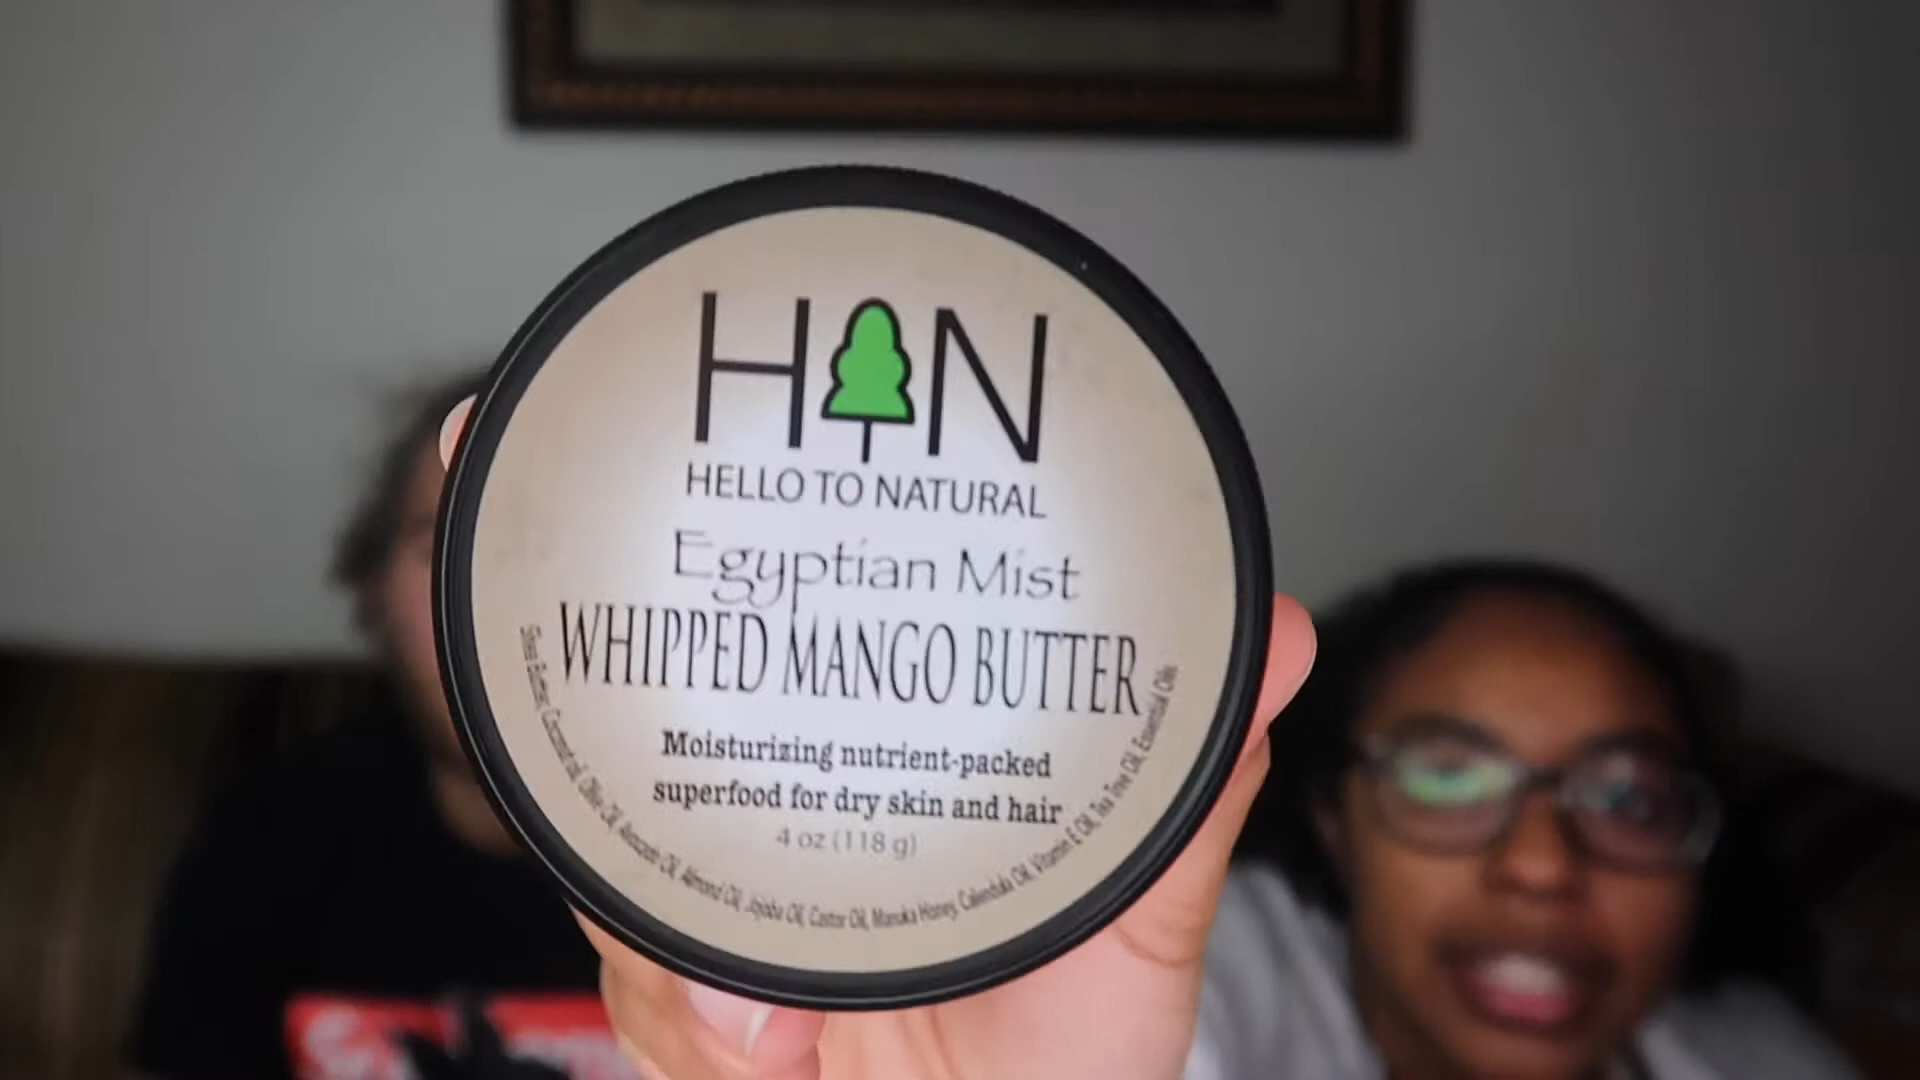 HN
HELLO TO NATURAL
Egyptian Mist
WHIPPED MANGO BUTTER
Moisturizing nutrient-packed
superfood for dry skin and hair
4 oz (118 g)
Shea Butter, Coconut oil, Olive Oil, Avocado Oil, Almond Oil, Jojoba Oil, Castor Oil, Manuka Honey, Calendula Oil, Vitamin E Oil, Tea Tree Oil, Essential Oils